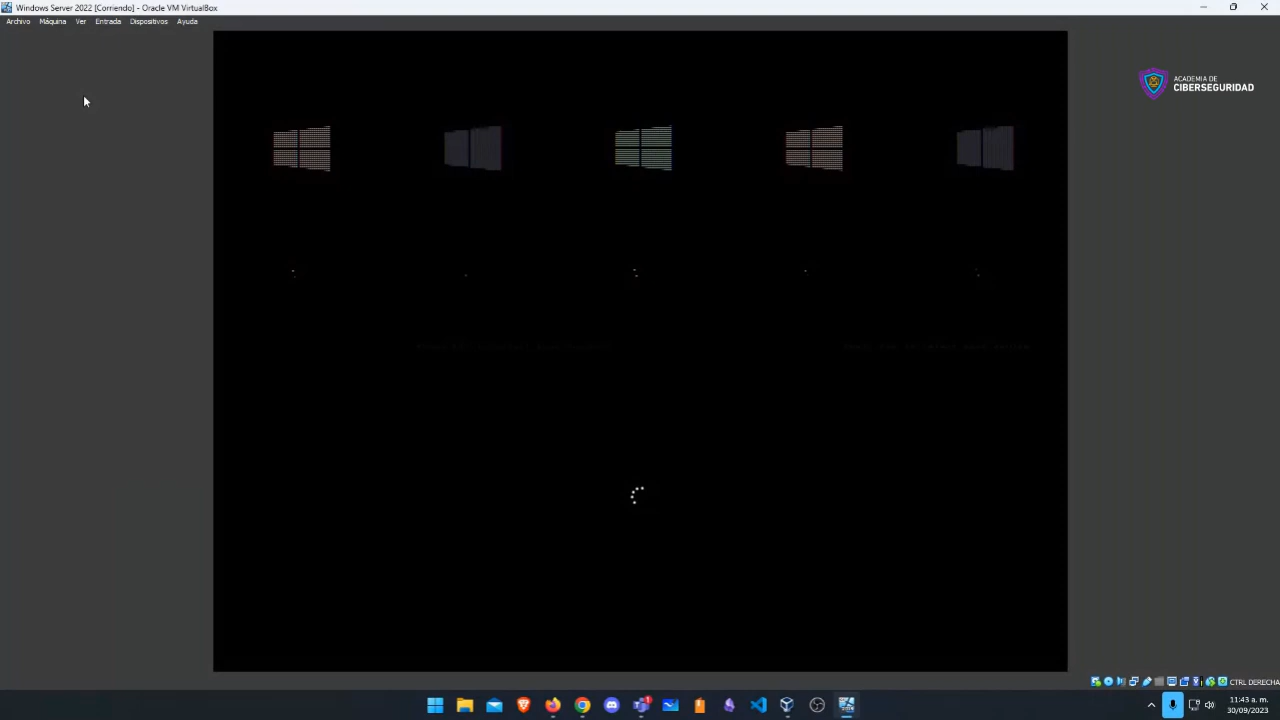 Windows Server 2022 [Corriendo] - Oracle VM VirtualBox
Archivo Máquina Ver Entrada Dispositivos Ayuda
ACADEMIA DE
CIBERSEGURIDAD
CTRL DERECHA
11:43 a. m.
30/09/2023